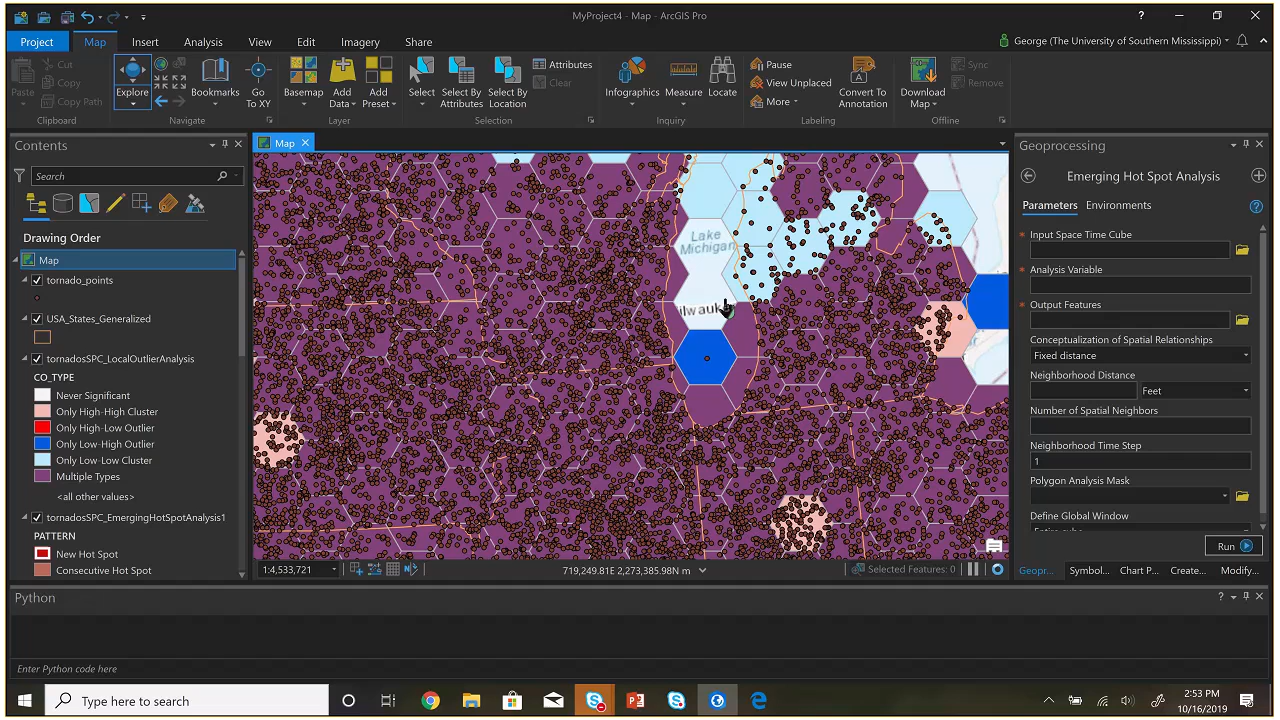 MyProject4 - Map - ArcGIS Pro
?
Project Map Insert Analysis View Edit Imagery Share
George (The University of Southern Mississippi)
Paste
Cut
Copy
Copy Path
Clipboard
Explore
Bookmarks
Go To XY
Navigate
Basemap
Add Data
Add Preset
Layer
Select
Select By Attributes
Select By Location
Attributes
Clear
Selection
Infographics
Measure
Locate
Inquiry
Pause
View Unplaced
More
Convert To Annotation
Labeling
Download Map
Sync
Remove
Offline
Contents
Search
Drawing Order
Map
tornado_points
USA_States_Generalized
tornadosSPC_LocalOutlierAnalysis
CO_TYPE
Never Significant
Only High-High Cluster
Only High-Low Outlier
Only Low-High Outlier
Only Low-Low Cluster
Multiple Types
<all other values>
tornadosSPC_EmergingHotSpotAnalysis1
PATTERN
New Hot Spot
Consecutive Hot Spot
Map
Lake
Michigan
ilwauk
1:4,533,721
719,249.81E 2,273,385.98N m
Selected Features: 0
Geoprocessing
Emerging Hot Spot Analysis
Parameters Environments
* Input Space Time Cube
* Analysis Variable
* Output Features
Conceptualization of Spatial Relationships
Fixed distance
Neighborhood Distance
Feet
Number of Spatial Neighbors
Neighborhood Time Step
1
Polygon Analysis Mask
Define Global Window
Entire cube
Run
Geopr... Symbol... Chart P... Create... Modify...
Python
?
Enter Python code here
Type here to search
2:53 PM
10/16/2019